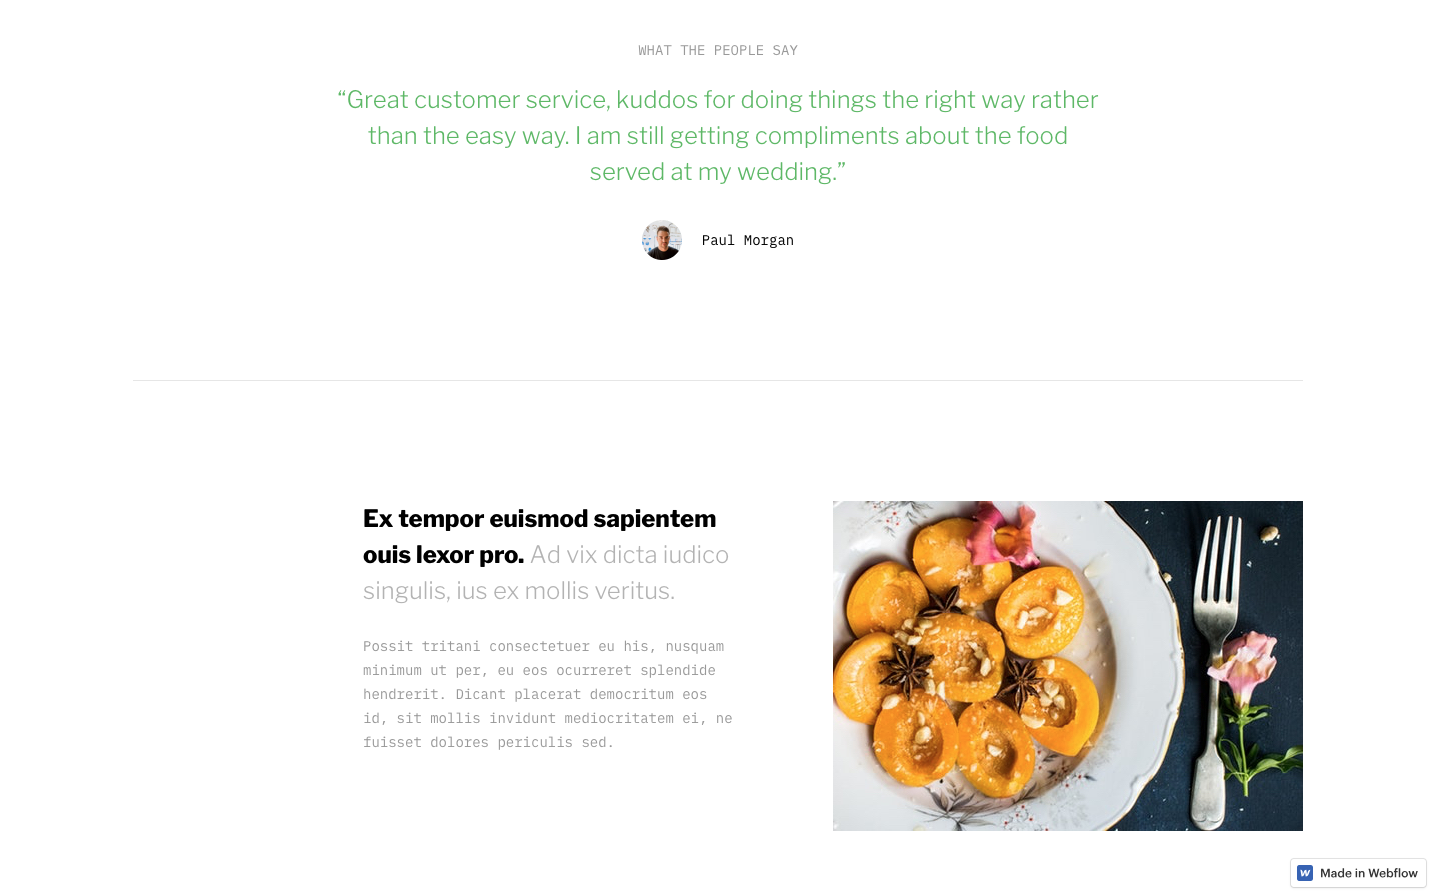 WHAT THE PEOPLE SAY
“Great customer service, kuddos for doing things the right way rather
than the easy way. I am still getting compliments about the food
served at my wedding.”
Paul Morgan
Ex tempor euismod sapientem
ouis lexor pro. Ad vix dicta iudico
singulis, ius ex mollis veritus.
Possit tritani consectetuer eu his, nusquam
minimum ut per, eu eos ocurreret splendide
hendrerit. Dicant placerat democritum eos
id, sit mollis invidunt mediocritatem ei, ne
fuisset dolores periculis sed.
Made in Webflow